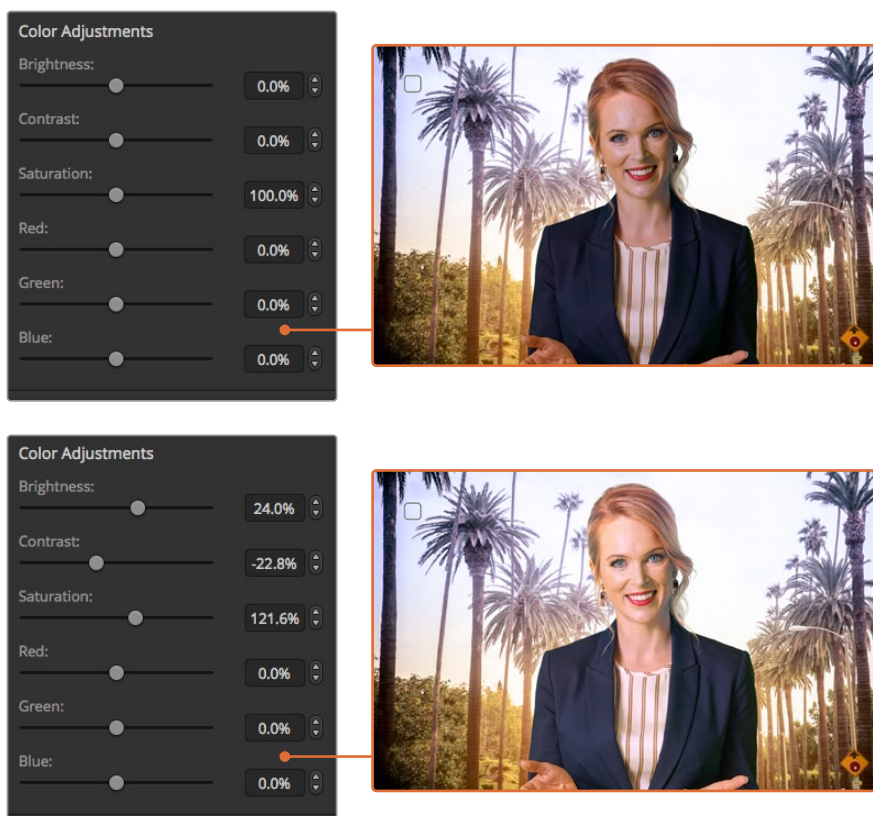 Color Adjustments
Brightness:
0.0%
Contrast:
0.0%
Saturation:
100.0%
Red:
0.0%
Green:
0.0%
Blue:
0.0%
Color Adjustments
Brightness:
24.0%
Contrast:
-22.8%
Saturation:
121.6%
Red:
0.0%
Green:
0.0%
Blue:
0.0%